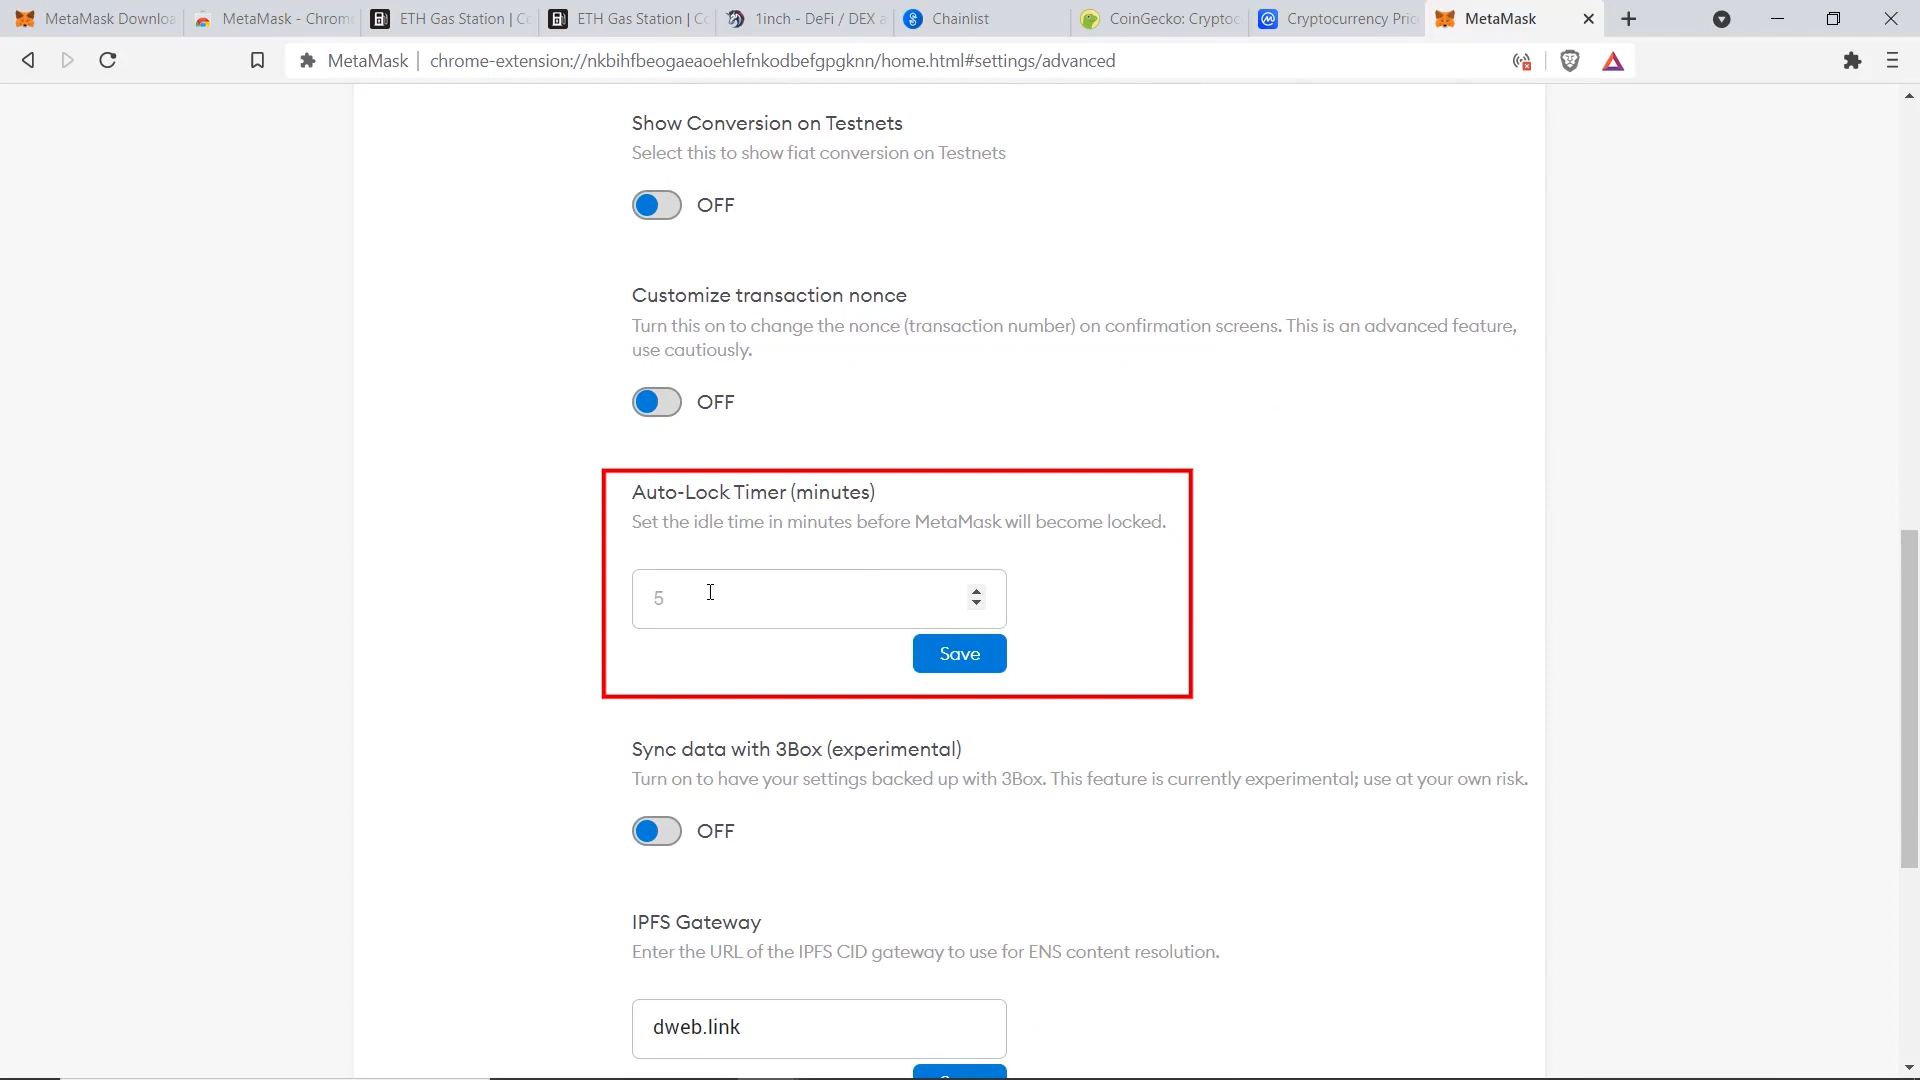 MetaMask Downloa
MetaMask - Chrome
ETH Gas Station | Co
ETH Gas Station | Co
1inch - DeFi / DEX a
Chainlist
CoinGecko: Cryptoc
Cryptocurrency Pric
MetaMask
MetaMask | chrome-extension://nkbihfbeogaeaoehlefnkodbefgpgknn/home.html#settings/advanced
Show Conversion on Testnets
Select this to show fiat conversion on Testnets
OFF
Customize transaction nonce
Turn this on to change the nonce (transaction number) on confirmation screens. This is an advanced feature,
use cautiously.
OFF
Auto-Lock Timer (minutes)
Set the idle time in minutes before MetaMask will become locked.
5
Save
Sync data with 3Box (experimental)
Turn on to have your settings backed up with 3Box. This feature is currently experimental; use at your own risk.
OFF
IPFS Gateway
Enter the URL of the IPFS CID gateway to use for ENS content resolution.
dweb.link